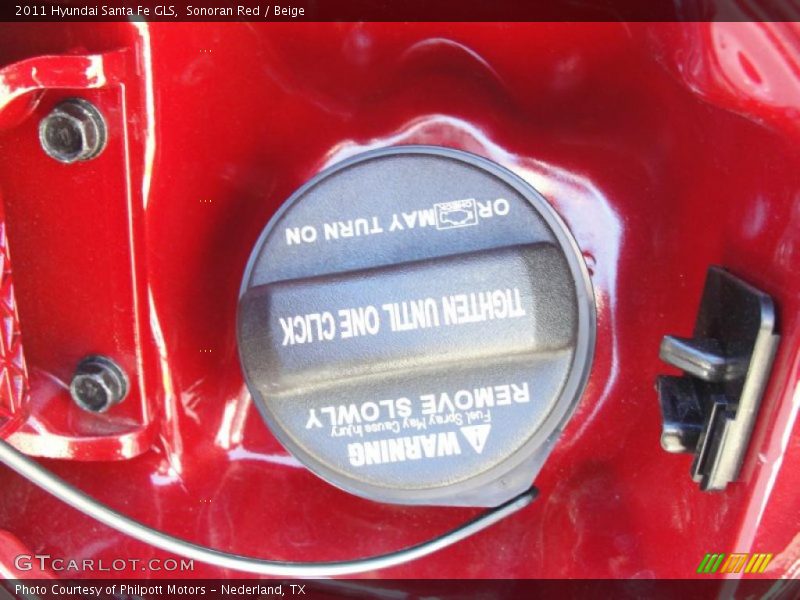 2011 Hyundai Santa Fe GLS, Sonoran Red / Beige
WARNING
Fuel Spray May Cause Injury
REMOVE SLOWLY
TIGHTEN UNTIL ONE CLICK
OR CHECK MAY TURN ON
GTCARLOT.COM
Photo Courtesy of Philpott Motors - Nederland, TX